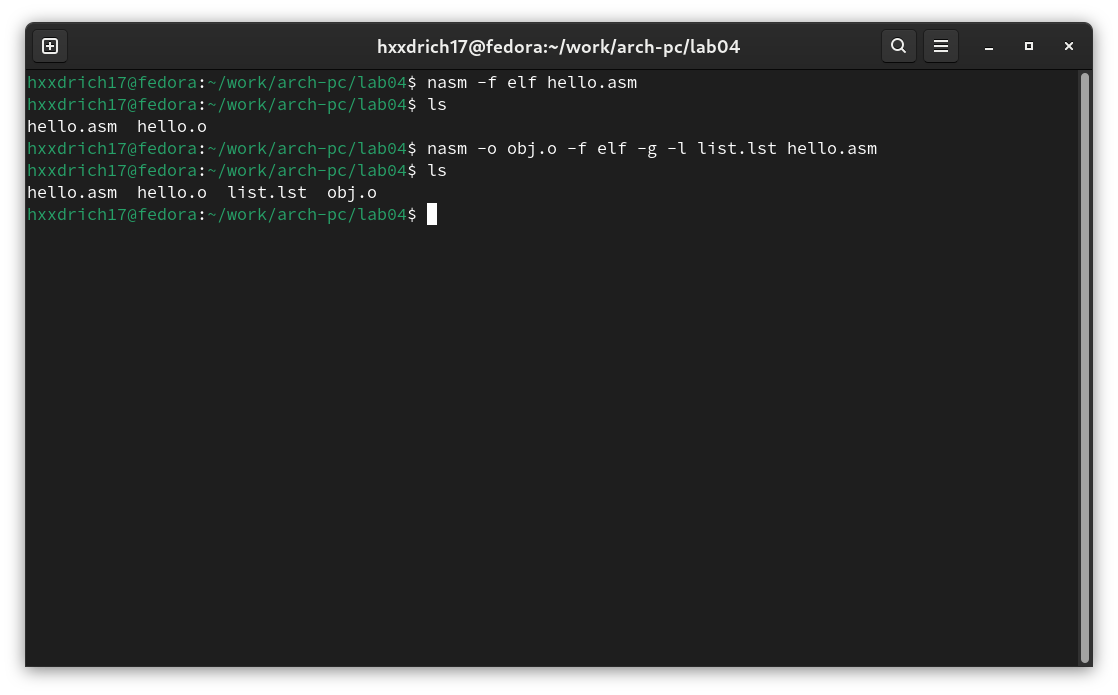 hxxdrich17@fedora:~/work/arch-pc/lab04
hxxdrich17@fedora:~/work/arch-pc/lab04$ nasm -f elf hello.asm
hxxdrich17@fedora:~/work/arch-pc/lab04$ ls
hello.asm  hello.o
hxxdrich17@fedora:~/work/arch-pc/lab04$ nasm -o obj.o -f elf -g -l list.lst hello.asm
hxxdrich17@fedora:~/work/arch-pc/lab04$ ls
hello.asm  hello.o  list.lst  obj.o
hxxdrich17@fedora:~/work/arch-pc/lab04$